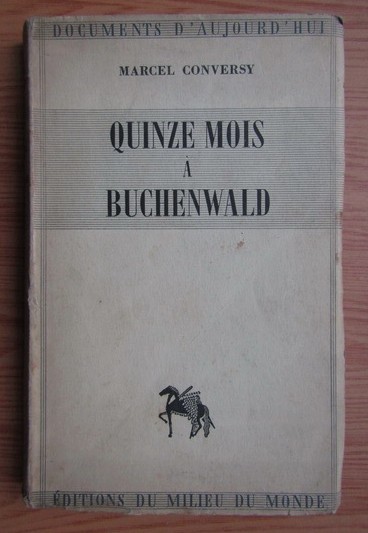 DOCUMENTS D'AUJOURD'HUI
MARCEL CONVERSY
QUINZE MOIS
À
BUCHENWALD
ÉDITIONS DU MILIEU DU MONDE